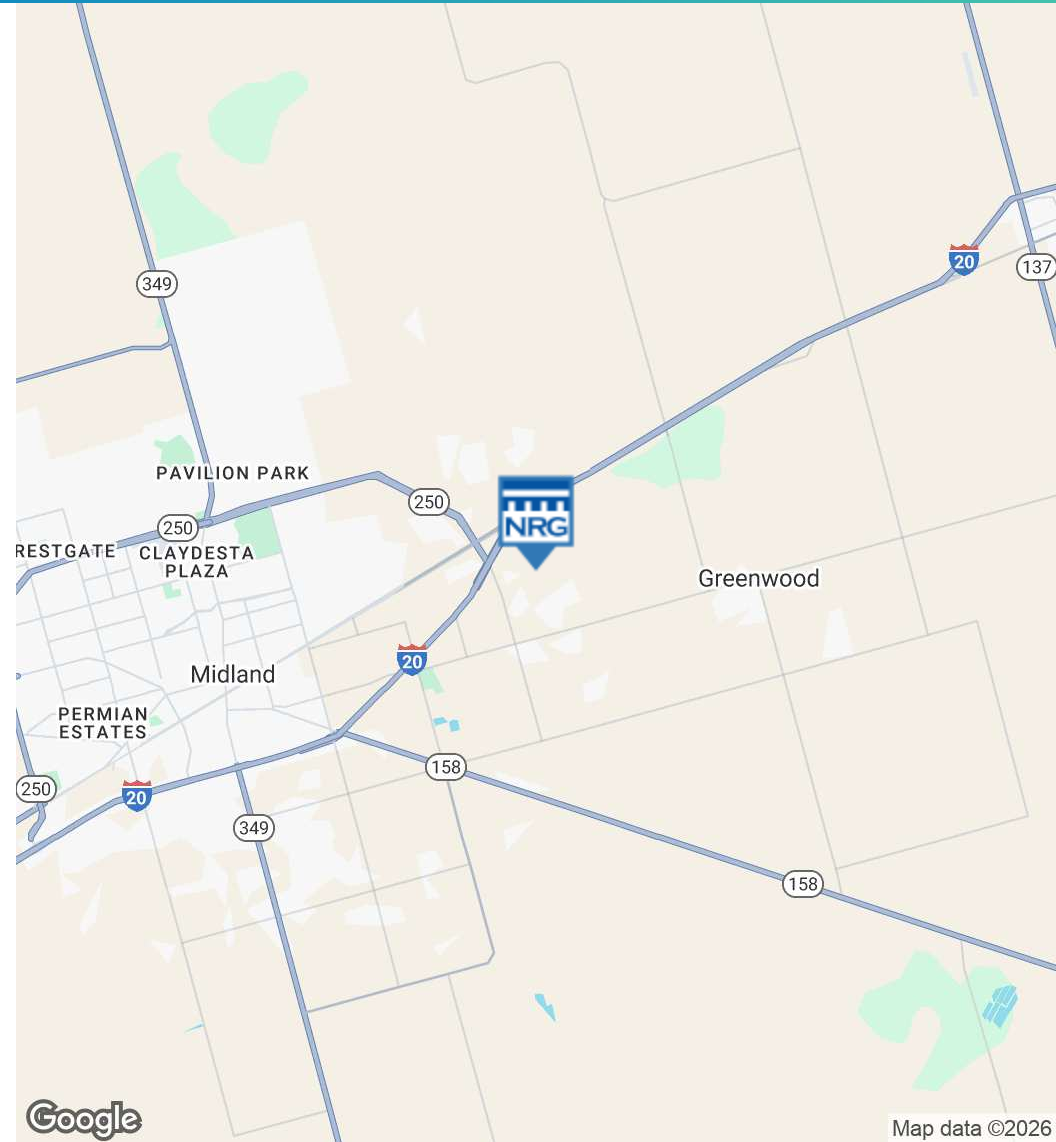 349
20
137
PAVILION PARK
250
NRG
250
RESTGATE
CLAYDESTA
PLAZA
Greenwood
20
Midland
PERMIAN
ESTATES
158
250
20
349
158
Google
Map data ©2026